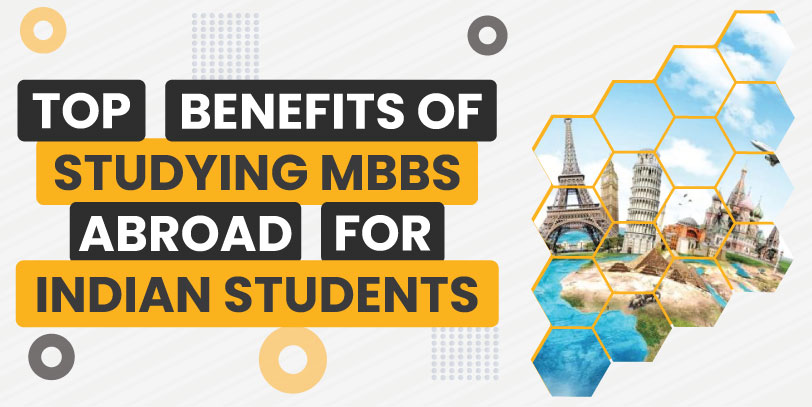 TOP BENEFITS OF
STUDYING MBBS
ABROAD FOR
INDIAN STUDENTS